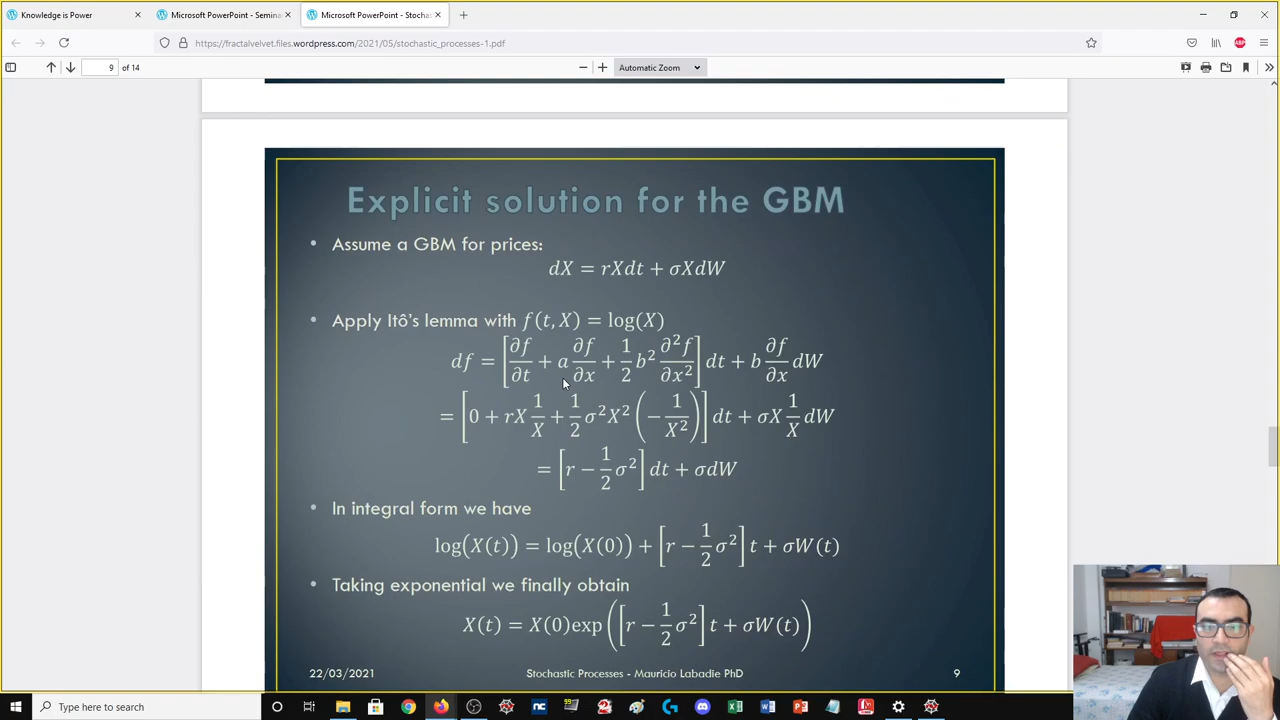 Knowledge is Power
Microsoft PowerPoint - Semina
Microsoft PowerPoint - Stochas
https://fractalvelvet.files.wordpress.com/2021/05/stochastic_processes-1.pdf
9 of 14
Automatic Zoom
Explicit solution for the GBM
• Assume a GBM for prices:
dX = rXdt + σXdW
• Apply Itô's lemma with f(t, X) = log(X)
df = [∂f/∂t + a ∂f/∂x + 1/2 b² ∂²f/∂x²] dt + b ∂f/∂x dW
= [0 + rX 1/X + 1/2 σ²X² (− 1/X²)] dt + σX 1/X dW
= [r − 1/2 σ²] dt + σdW
• In integral form we have
log(X(t)) = log(X(0)) + [r − 1/2 σ²] t + σW(t)
• Taking exponential we finally obtain
X(t) = X(0)exp([r − 1/2 σ²] t + σW(t))
22/03/2021
Stochastic Processes - Mauricio Labadie PhD
9
Type here to search